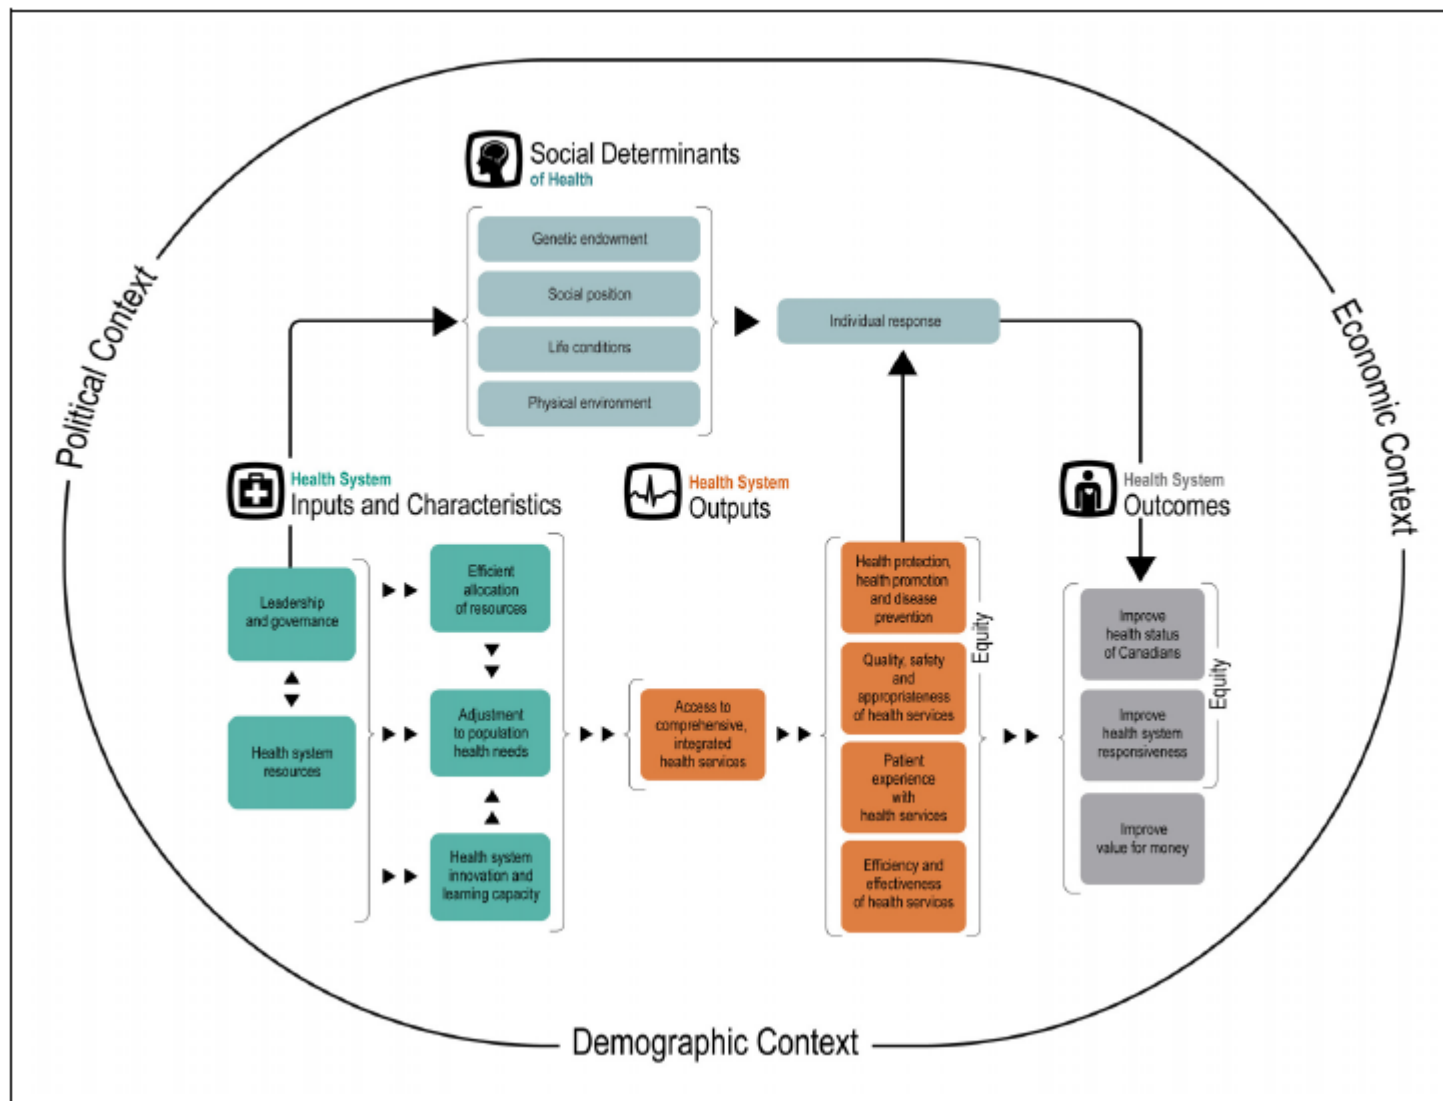 Social Determinants
of Health
Genetic endowment
Social position
Life conditions
Physical environment
Individual response
Political Context
Economic Context
Health System
Inputs and Characteristics
Health System
Outputs
Health System
Outcomes
Leadership
and governance
Health system
resources
Efficient
allocation
of resources
Adjustment
to population
health needs
Health system
innovation and
learning capacity
Access to
comprehensive,
integrated
health services
Health protection,
health promotion
and disease
prevention
Quality, safety
and
appropriateness
of health services
Patient
experience
with
health services
Efficiency and
effectiveness
of health services
Equity
Improve
health status
of Canadians
Improve
health system
responsiveness
Improve
value for money
Equity
Demographic Context